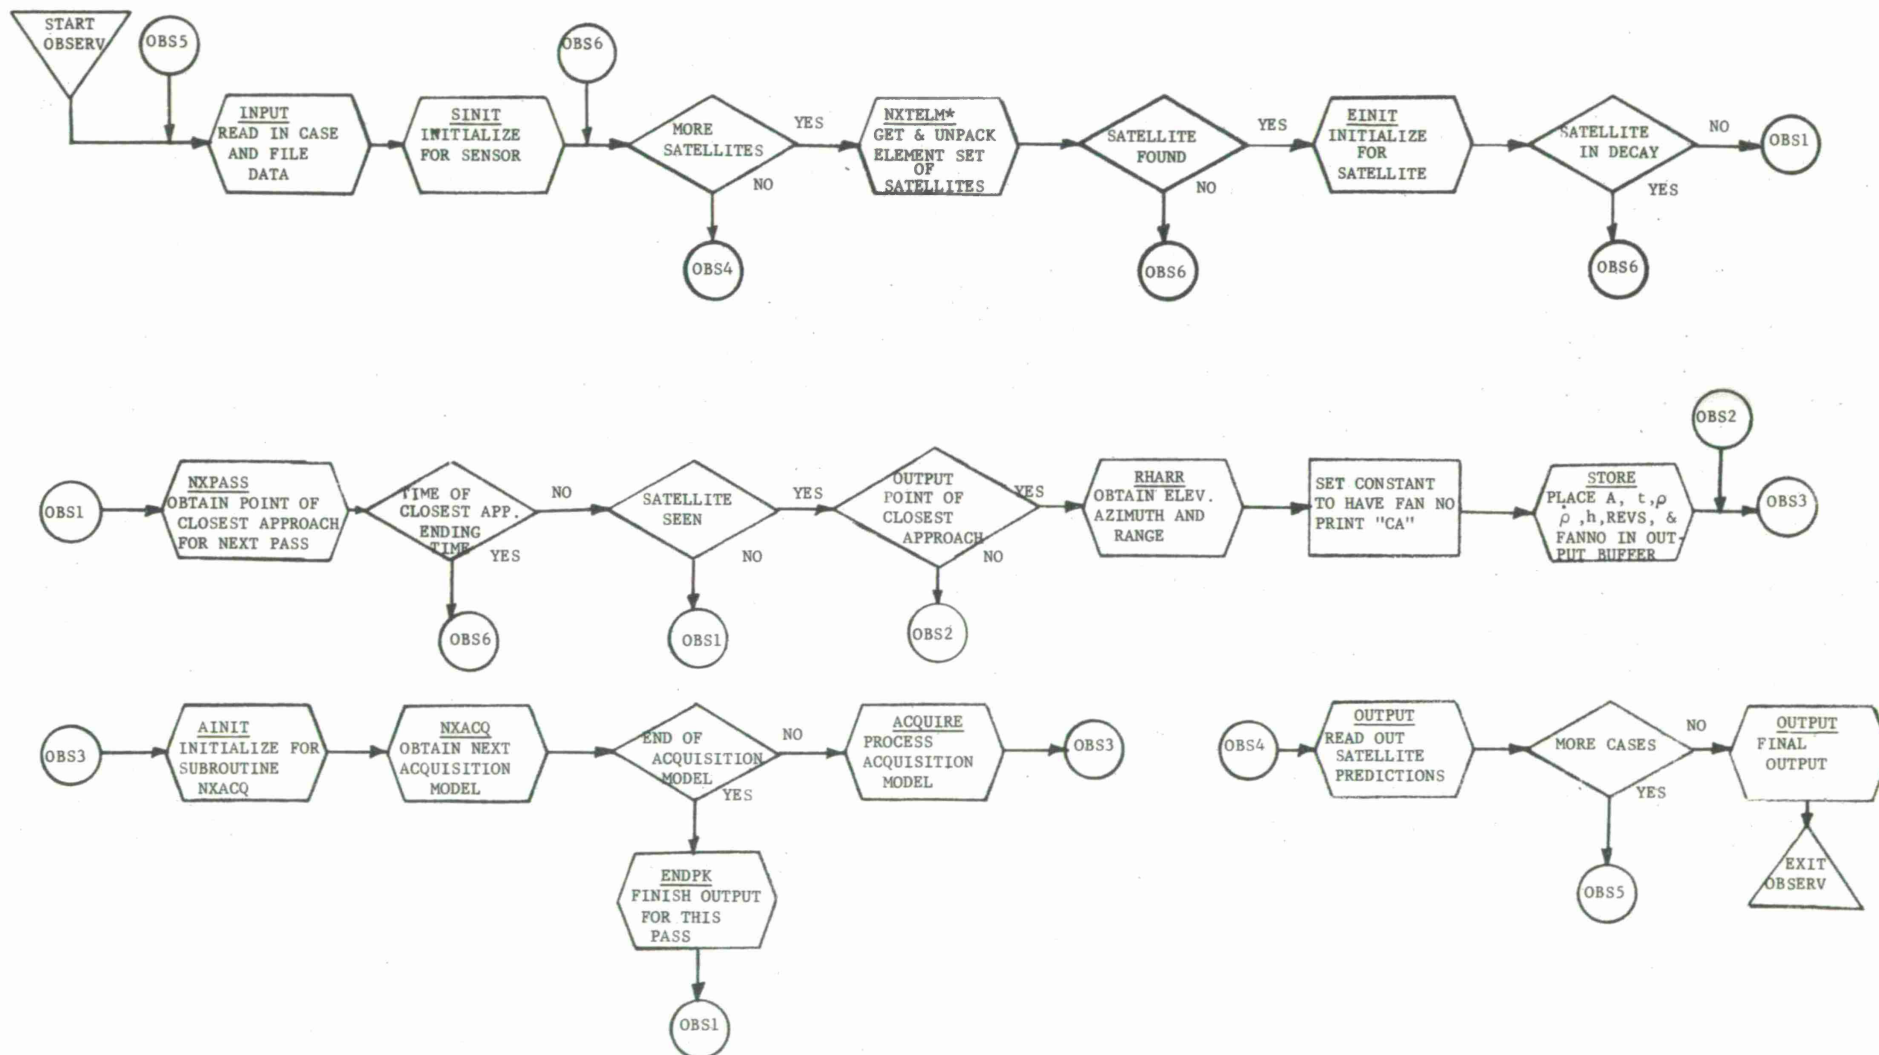 START
OBSERV
OBS5
INPUT
READ IN CASE
AND FILE
DATA
SINIT
INITIALIZE
FOR SENSOR
OBS6
MORE
SATELLITES
YES
NO
OBS4
NXTELM*
GET & UNPACK
ELEMENT SET
OF
SATELLITES
SATELLITE
FOUND
YES
NO
OBS6
EINIT
INITIALIZE
FOR
SATELLITE
SATELLITE
IN DECAY
NO
OBS1
YES
OBS6
OBS1
NXPASS
OBTAIN POINT OF
CLOSEST APPROACH
FOR NEXT PASS
TIME OF
CLOSEST APP.
ENDING
TIME
NO
YES
OBS6
SATELLITE
SEEN
YES
NO
OBS1
OUTPUT
POINT OF
CLOSEST
APPROACH
YES
NO
OBS2
RHARR
OBTAIN ELEV.
AZIMUTH AND
RANGE
SET CONSTANT
TO HAVE FAN NO
PRINT "CA"
STORE
PLACE A, t,ρ
ρ̇ ,h,REVS, &
FANNO IN OUT-
PUT BUFFER
OBS2
OBS3
OBS3
AINIT
INITIALIZE FOR
SUBROUTINE
NXACQ
NXACQ
OBTAIN NEXT
ACQUISITION
MODEL
END OF
ACQUISITION
MODEL
NO
YES
ACQUIRE
PROCESS
ACQUISITION
MODEL
OBS3
ENDPK
FINISH OUTPUT
FOR THIS
PASS
OBS1
OBS4
OUTPUT
READ OUT
SATELLITE
PREDICTIONS
MORE CASES
NO
YES
OBS5
OUTPUT
FINAL
OUTPUT
EXIT
OBSERV